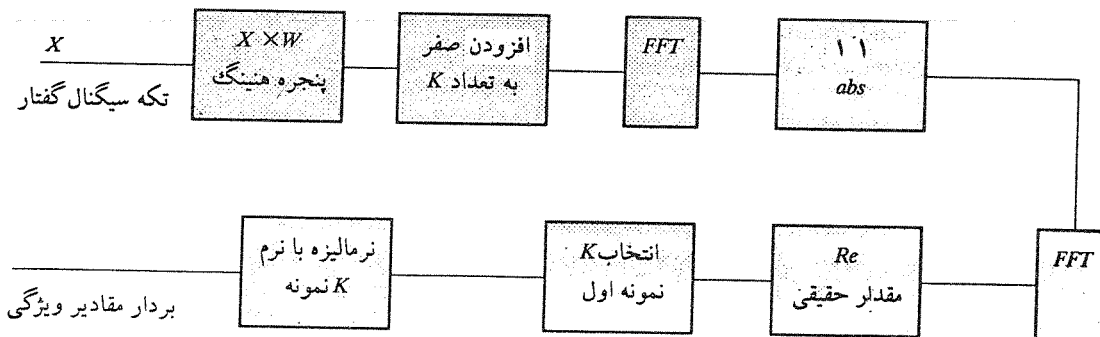 X
تکه سیگنال گفتار
X×W
پنجره هنینگ
افزودن صفر
به تعداد K
FFT
| |
abs
FFT
Re
مقدار حقیقی
انتخاب K
نمونه اول
نرمالیزه با نرم
K نمونه
بردار مقادیر ویژگی